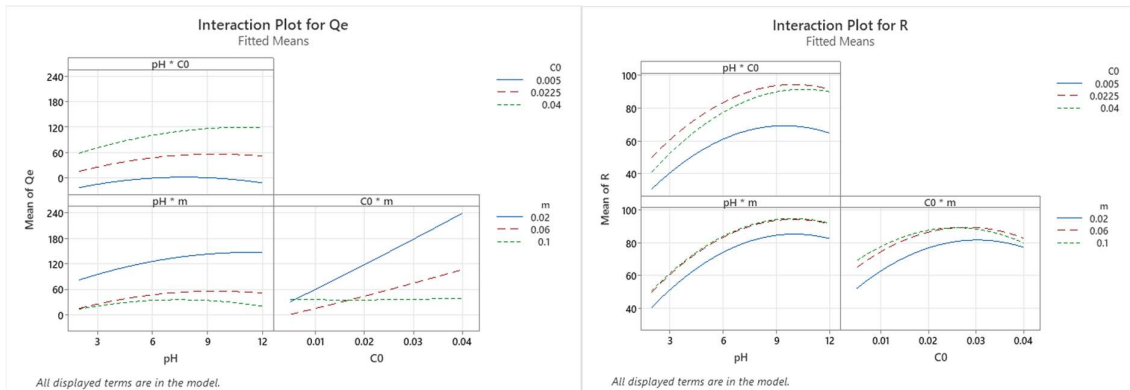 Interaction Plot for Qe
Fitted Means
pH * C0
240
180
120
60
0
C0
0.005
0.0225
0.04
Mean of Qe
pH * m
C0 * m
240
180
120
60
0
m
0.02
0.06
0.1
3 6 9 12 0.01 0.02 0.03 0.04
pH C0
All displayed terms are in the model.
Interaction Plot for R
Fitted Means
pH * C0
100
80
60
40
C0
0.005
0.0225
0.04
Mean of R
pH * m
C0 * m
100
80
60
40
m
0.02
0.06
0.1
3 6 9 12 0.01 0.02 0.03 0.04
pH C0
All displayed terms are in the model.